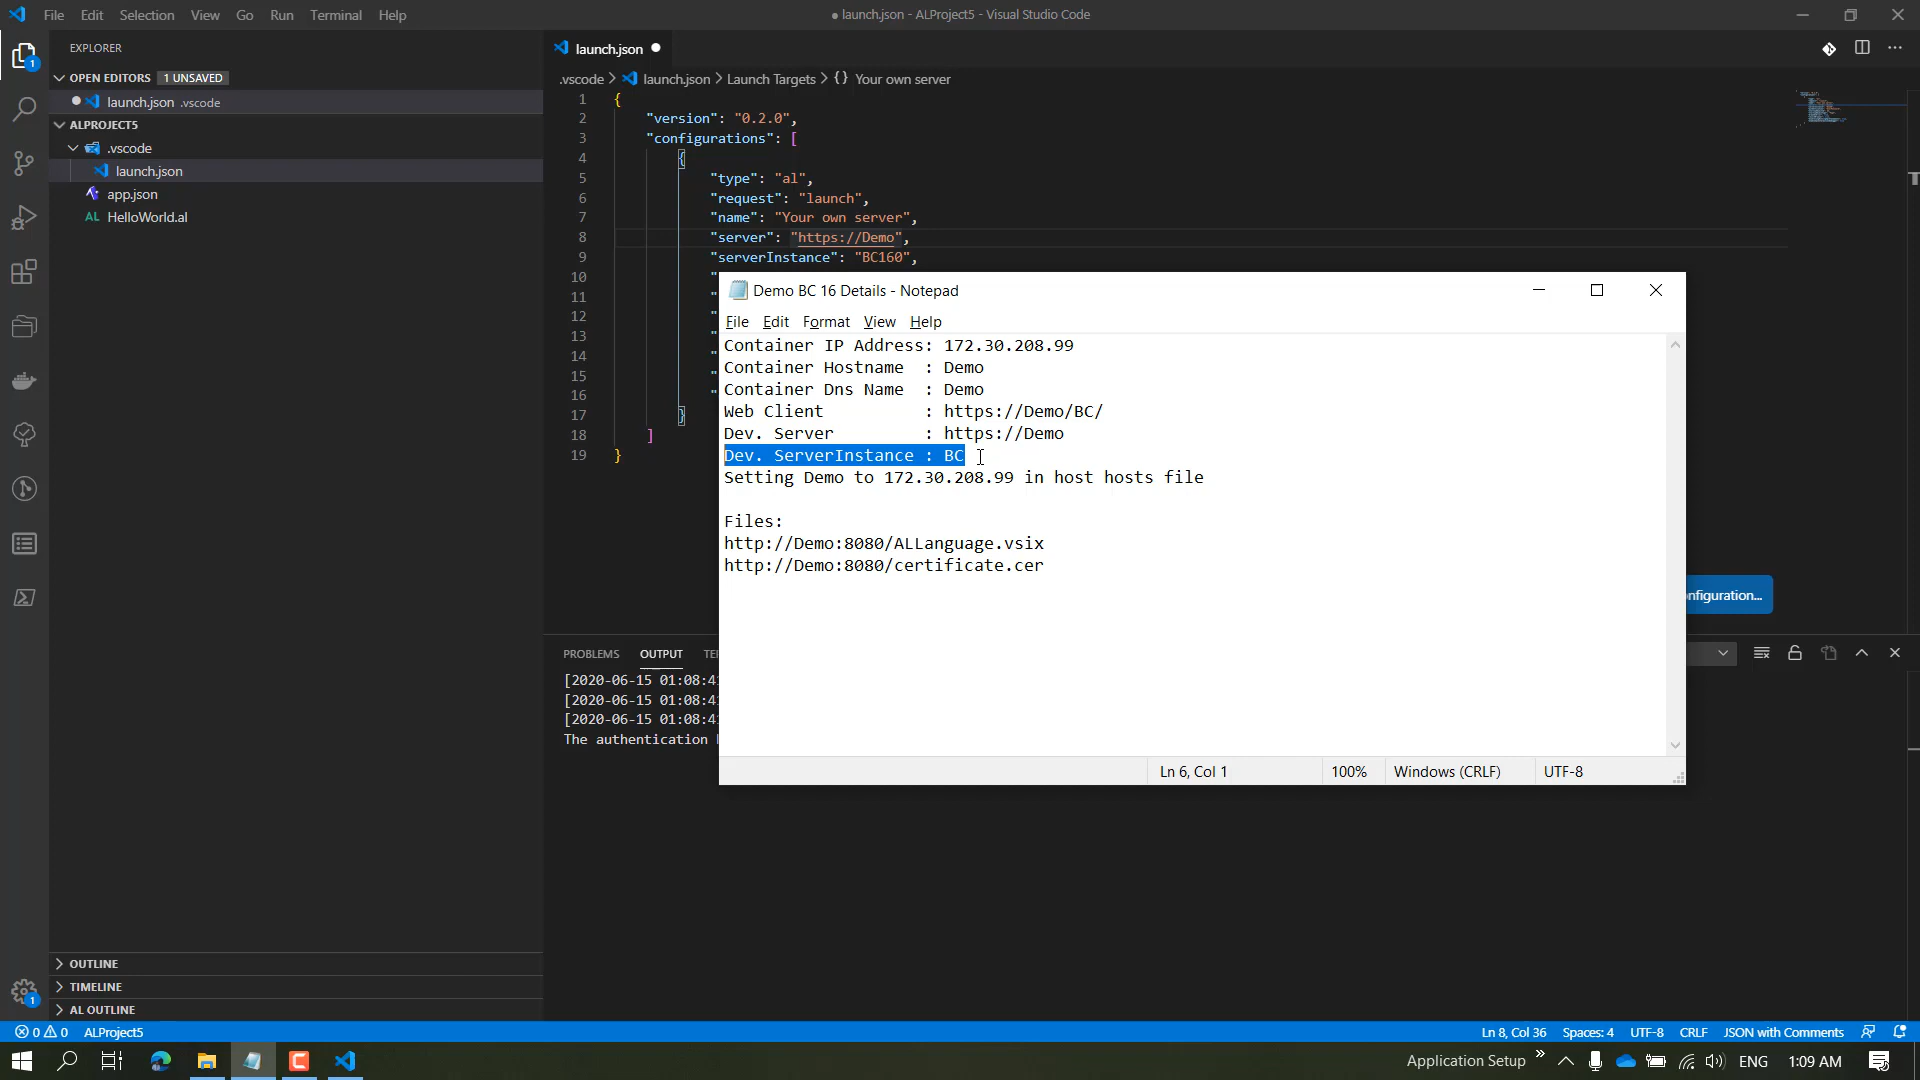 File Edit Selection View Go Run Terminal Help
● launch.json - ALProject5 - Visual Studio Code
EXPLORER
OPEN EDITORS 1 UNSAVED
launch.json .vscode
ALPROJECT5
.vscode
launch.json
app.json
AL HelloWorld.al
OUTLINE
TIMELINE
AL OUTLINE
launch.json
.vscode > launch.json > Launch Targets > {} Your own server
1 {
2 "version": "0.2.0",
3 "configurations": [
4 {
5 "type": "al",
6 "request": "launch",
7 "name": "Your own server",
8 "server": "https://Demo",
9 "serverInstance": "BC160",
10 "
11 "
12 "
13 "
14 "
15 "
16 "
17 }
18 ]
19 }
Demo BC 16 Details - Notepad
File Edit Format View Help
Container IP Address: 172.30.208.99
Container Hostname : Demo
Container Dns Name : Demo
Web Client : https://Demo/BC/
Dev. Server : https://Demo
Dev. ServerInstance : BC
Setting Demo to 172.30.208.99 in host hosts file
Files:
http://Demo:8080/ALLanguage.vsix
http://Demo:8080/certificate.cer
Ln 6, Col 1 100% Windows (CRLF) UTF-8
nfiguration...
PROBLEMS OUTPUT TE
[2020-06-15 01:08:41
[2020-06-15 01:08:41
[2020-06-15 01:08:41
The authentication
0 0 ALProject5
Ln 8, Col 36 Spaces: 4 UTF-8 CRLF JSON with Comments
Application Setup » ENG 1:09 AM